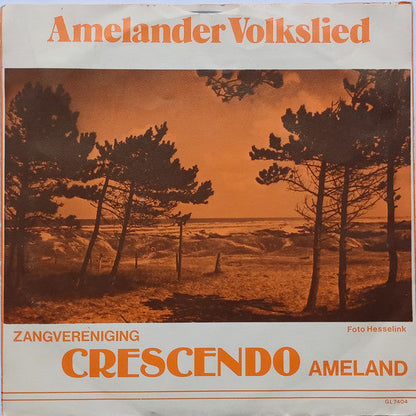 Amelander Volkslied
Foto Hesselink
ZANGVERENIGING
CRESCENDO AMELAND
GL7404